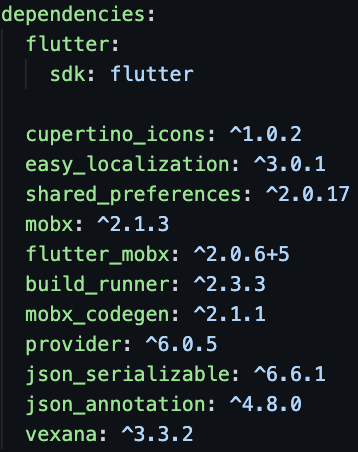 dependencies:
  flutter:
    sdk: flutter

  cupertino_icons: ^1.0.2
  easy_localization: ^3.0.1
  shared_preferences: ^2.0.17
  mobx: ^2.1.3
  flutter_mobx: ^2.0.6+5
  build_runner: ^2.3.3
  mobx_codegen: ^2.1.1
  provider: ^6.0.5
  json_serializable: ^6.6.1
  json_annotation: ^4.8.0
  vexana: ^3.3.2